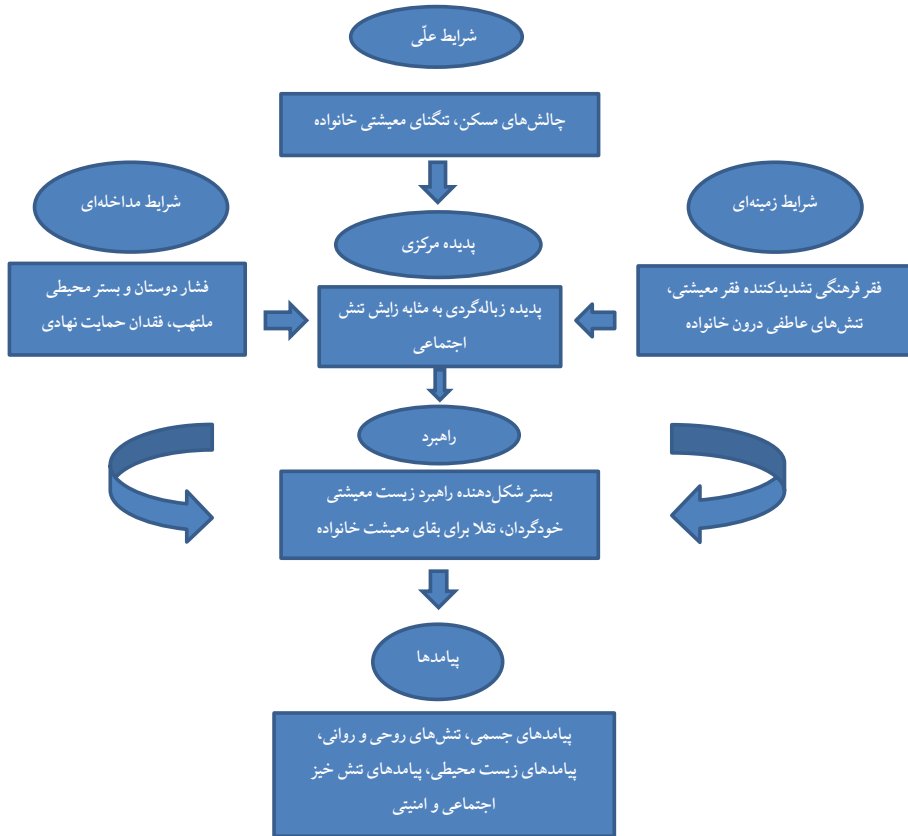 شرایط علّی
چالش‌های مسکن، تنگنای معیشتی خانواده
شرایط زمینه‌ای
فقر فرهنگی تشدیدکننده فقر معیشتی،
تنش‌های عاطفی درون خانواده
شرایط مداخله‌ای
فشار دوستان و بستر محیطی
ملتهب، فقدان حمایت نهادی
پدیده مرکزی
پدیده زباله‌گردی به مثابه زایش تنش
اجتماعی
راهبرد
بستر شکل‌دهنده راهبرد زیست معیشتی
خودگردان، تقلا برای بقای معیشت خانواده
پیامدها
پیامدهای جسمی، تنش‌های روحی و روانی،
پیامدهای زیست محیطی، پیامدهای تنش خیز
اجتماعی و امنیتی